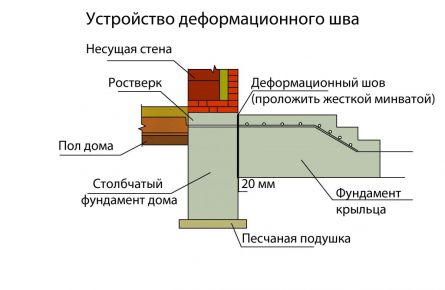 Устройство деформационного шва
Несущая стена
Ростверк
Деформационный шов
(проложить жесткой минватой)
Пол дома
Столбчатый
фундамент дома
20 мм
Фундамент
крыльца
Песчаная подушка